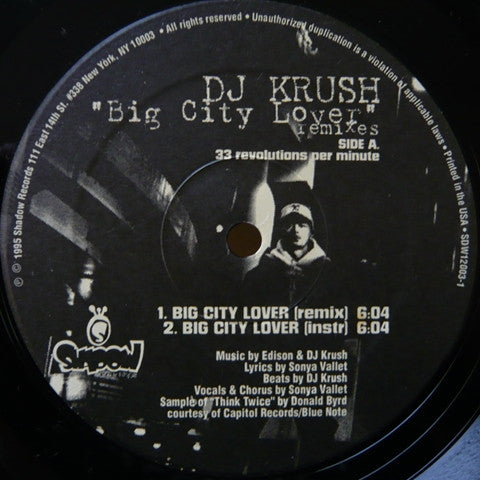 ℗ © 1995 Shadow Records 111 East 14th St. #338 New York, NY 10003 • All rights reserved • Unauthorized duplication is a violation of applicable laws • Printed in the USA • SDW12003-1
DJ KRUSH
"Big City Lover"
remixes
SIDE A.
33 revolutions per minute
1. BIG CITY LOVER (remix) 6:04
2. BIG CITY LOVER (instr) 6:04
SHADOW
RECORDS
Music by Edison & DJ Krush
Lyrics by Sonya Vallet
Beats by DJ Krush
Vocals & Chorus by Sonya Vallet
Sample of "Think Twice" by Donald Byrd
courtesy of Capitol Records/Blue Note